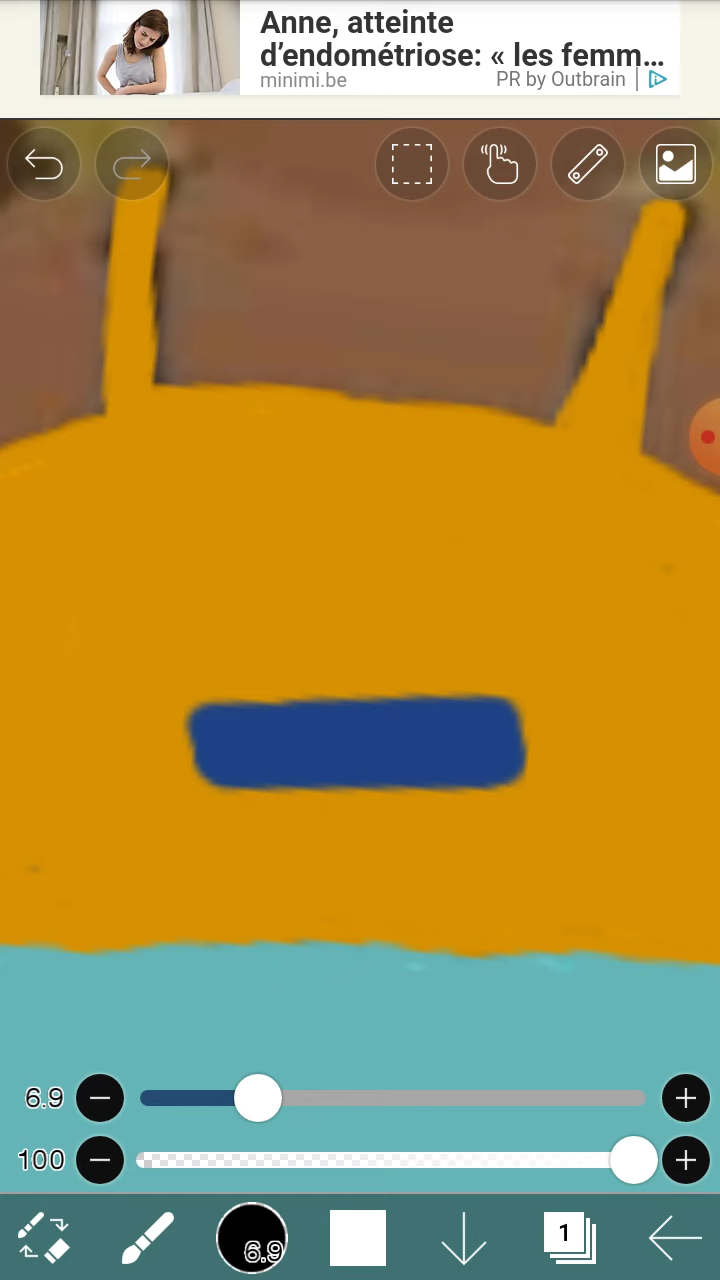 Anne, atteinte
d’endométriose: « les femm...
minimi.be PR by Outbrain
6.9
100
6.9
1